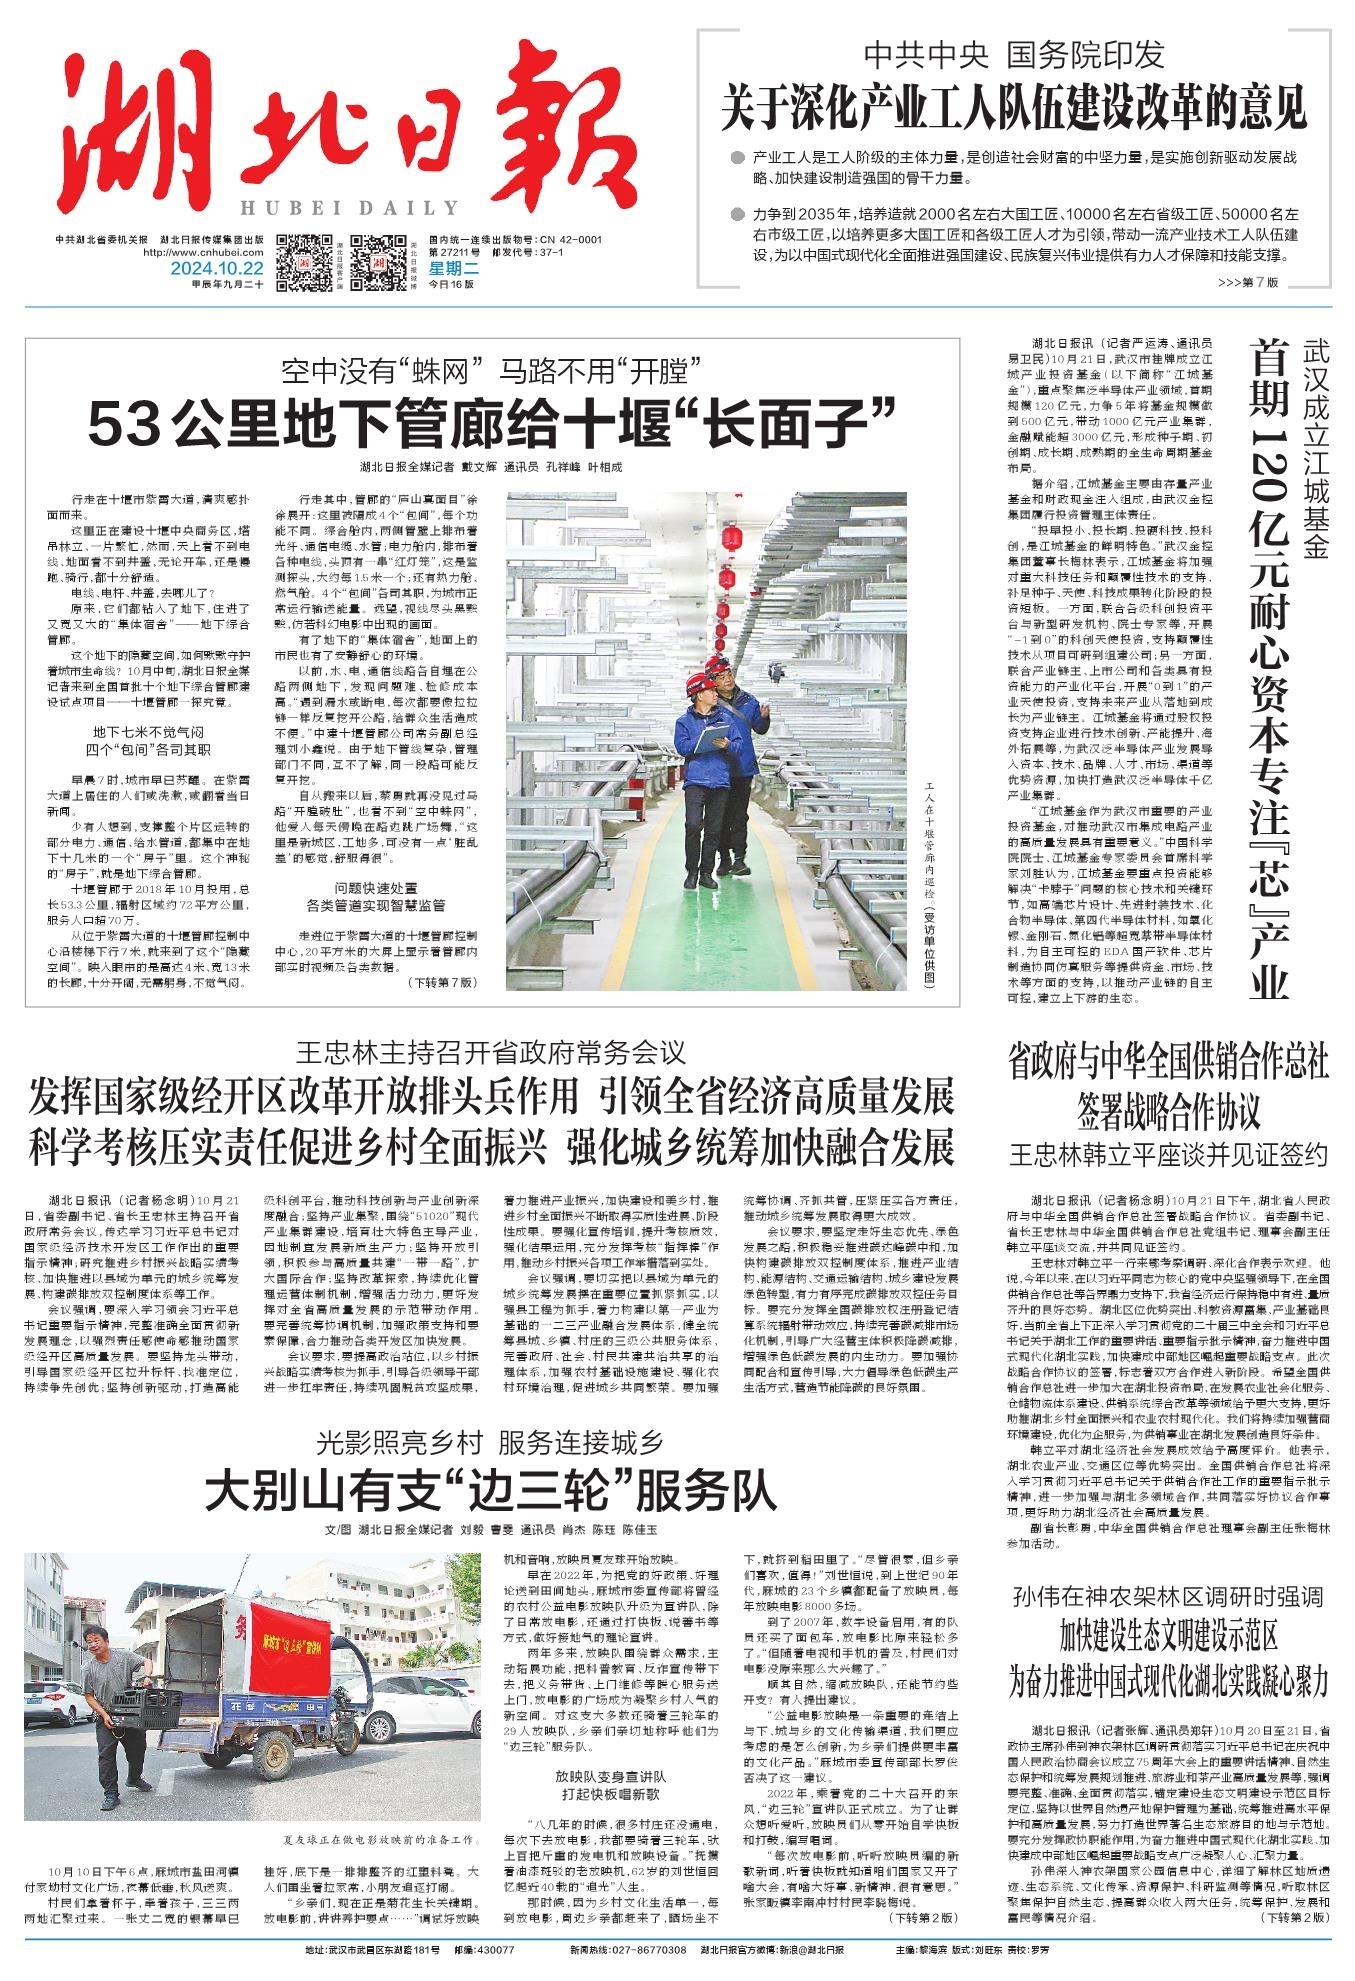 湖北日報
HUBEI DAILY
中共湖北省委机关报 湖北日报传媒集团出版
http://www.cnhubei.com
2024.10.22
甲辰年九月二十
湖北日报客户端
湖北日报微博
国内统一连续出版物号:CN 42-0001
第27211号 邮发代号:37-1
星期二
今日16版
中共中央 国务院印发
关于深化产业工人队伍建设改革的意见
产业工人是工人阶级的主体力量,是创造社会财富的中坚力量,是实施创新驱动发展战
略、加快建设制造强国的骨干力量。
力争到2035年,培养造就2000名左右大国工匠、10000名左右省级工匠、50000名左
右市级工匠,以培养更多大国工匠和各级工匠人才为引领,带动一流产业技术工人队伍建
设,为以中国式现代化全面推进强国建设、民族复兴伟业提供有力人才保障和技能支撑。
>>>第7版
空中没有“蛛网” 马路不用“开膛”
53公里地下管廊给十堰“长面子”
湖北日报全媒记者 戴文辉 通讯员 孔祥峰 叶相成
行走在十堰市紫霄大道,清爽感扑
面而来。
这里正在建设十堰中央商务区,塔
吊林立、一片繁忙,然而,天上看不到电
线、地面看不到井盖,无论开车,还是慢
跑、骑行,都十分舒适。
电线、电杆、井盖,去哪儿了?
原来,它们都钻入了地下,住进了
又宽又大的“集体宿舍”——地下综合
管廊。
这个地下的隐藏空间,如何默默守护
着城市生命线?10月中旬,湖北日报全媒
记者来到全国首批十个地下综合管廊建
设试点项目——十堰管廊一探究竟。
地下七米不觉气闷
四个“包间”各司其职
早晨7时,城市早已苏醒。在紫霄
大道上居住的人们或洗漱,或翻看当日
新闻。
少有人想到,支撑整个片区运转的
部分电力、通信、给水管道,都集中在地
下十几米的一个“房子”里。这个神秘
的“房子”,就是地下综合管廊。
十堰管廊于2018年10月投用,总
长53.3公里,辐射区域约72平方公里,
服务人口超70万。
从位于紫霄大道的十堰管廊控制中
心沿楼梯下行7米,就来到了这个“隐藏
空间”。映入眼帘的是高达4米、宽13米
的长廊,十分开阔,无需躬身,不觉气闷。
行走其中,管廊的“庐山真面目”徐
徐展开:这里被隔成4个“包间”,每个功
能不同。综合舱内,两侧管壁上排布着
光纤、通信电缆、水管;电力舱内,排布着
各种电线,头顶有一串“红灯笼”,这是监
测探头,大约每15米一个;还有热力舱、
燃气舱。4个“包间”各司其职,为城市正
常运行输送能量。远望,视线尽头黑黢
黢,仿若科幻电影中出现的画面。
有了地下的“集体宿舍”,地面上的
市民也有了安静舒心的环境。
以前,水、电、通信线路各自埋在公
路两侧地下,发现问题难、检修成本
高。“遇到漏水或断电,每次都要像拉拉
链一样反复挖开公路,给群众生活造成
不便。”中建十堰管廊公司常务副总经
理刘小鑫说。由于地下管线复杂,管理
部门不同,互不了解,同一段路可能反
复开挖。
自从搬来以后,蔡勇就再没见过马
路“开膛破肚”,也看不到“空中蛛网”,
他爱人每天傍晚在路边跳广场舞,“这
里是新城区,工地多,可没有一点‘脏乱
差’的感觉,舒服得很”。
问题快速处置
各类管道实现智慧监管
走进位于紫霄大道的十堰管廊控制
中心,20平方米的大屏上显示着管廊内
部实时视频及各类数据。
(下转第7版)
工人在十堰管廊内巡检。(受访单位供图)
武汉成立江城基金
首期120亿元耐心资本专注『芯』产业
湖北日报讯(记者严运涛、通讯员
易卫民)10月21日,武汉市挂牌成立江
城产业投资基金(以下简称“江城基
金”),重点聚焦泛半导体产业领域,首期
规模120亿元,力争5年将基金规模做
到500亿元,带动1000亿元产业集群,
金融赋能超3000亿元,形成种子期、初
创期、成长期、成熟期的全生命周期基金
布局。
据介绍,江城基金主要由存量产业
基金和财政现金注入组成,由武汉金控
集团履行投资管理主体责任。
“投早投小、投长期、投硬科技、投科
创,是江城基金的鲜明特色。”武汉金控
集团董事长梅林表示,江城基金将加强
对重大科技任务和颠覆性技术的支持,
补足种子、天使、科技成果转化阶段的投
资短板。一方面,联合各级科创投资平
台与新型研发机构、院士专家等,开展
“-1到0”的科创天使投资,支持颠覆性
技术从项目可研到组建公司;另一方面,
联合产业链主、上市公司和各类具有投
资能力的产业化平台,开展“0到1”的产
业天使投资,支持未来产业从落地到成
长为产业链主。江城基金将通过股权投
资支持企业进行技术创新、产能提升、海
外拓展等,为武汉泛半导体产业发展导
入资本、技术、品牌、人才、市场、渠道等
优势资源,加快打造武汉泛半导体千亿
产业集群。
“江城基金作为武汉市重要的产业
投资基金,对推动武汉市集成电路产业
的高质量发展具有重要意义。”中国科学
院院士、江城基金专家委员会首席科学
家刘胜认为,江城基金要重点投资能够
解决“卡脖子”问题的核心技术和关键环
节,如高端芯片设计、先进封装技术、化
合物半导体、第四代半导体材料,如氧化
镓、金刚石、氮化铝等超宽禁带半导体材
料,为自主可控的EDA国产软件、芯片
制造协同仿真服务等提供资金、市场、技
术等方面的支持,以推动产业链的自主
可控,建立上下游的生态。
王忠林主持召开省政府常务会议
发挥国家级经开区改革开放排头兵作用 引领全省经济高质量发展
科学考核压实责任促进乡村全面振兴 强化城乡统筹加快融合发展
湖北日报讯(记者杨念明)10月21
日,省委副书记、省长王忠林主持召开省
政府常务会议,传达学习习近平总书记对
国家级经济技术开发区工作作出的重要
指示精神;研究推进乡村振兴战略实绩考
核、加快推进以县域为单元的城乡统筹发
展、构建碳排放双控制度体系等工作。
会议强调,要深入学习领会习近平总
书记重要指示精神,完整准确全面贯彻新
发展理念,以强烈责任感使命感推动国家
级经开区高质量发展。要坚持龙头带动,
引导国家级经开区拉升标杆、找准定位,
持续争先创优;坚持创新驱动,打造高能
级科创平台,推动科技创新与产业创新深
度融合;坚持产业集聚,围绕“51020”现代
产业集群建设,培育壮大特色主导产业,
因地制宜发展新质生产力;坚持开放引
领,积极参与高质量共建“一带一路”,扩
大国际合作;坚持改革探索,持续优化管
理运营体制机制,增强活力动力,更好发
挥对全省高质量发展的示范带动作用。
要完善统筹协调机制,加强政策支持和要
素保障,合力推动各类开发区加快发展。
会议要求,要提高政治站位,以乡村振
兴战略实绩考核为抓手,引导各级领导干部
进一步扛牢责任,持续巩固脱贫攻坚成果,
着力推进产业振兴,加快建设和美乡村,推
进乡村全面振兴不断取得实质性进展、阶段
性成果。要强化宣传培训,提升考核质效,
强化结果运用,充分发挥考核“指挥棒”作
用,推动乡村振兴各项工作举措落到实处。
会议强调,要切实把以县域为单元的
城乡统筹发展摆在重要位置抓紧抓实,以
强县工程为抓手,着力构建以第一产业为
基础的一二三产业融合发展体系,健全统
筹县城、乡镇、村庄的三级公共服务体系,
完善政府、社会、村民共建共治共享的治
理体系,加强农村基础设施建设、强化农
村环境治理,促进城乡共同繁荣。要加强
统筹协调、齐抓共管,压紧压实各方责任,
推动城乡统筹发展取得更大成效。
会议要求,要坚定走好生态优先、绿色
发展之路,积极稳妥推进碳达峰碳中和,加
快构建碳排放双控制度体系,推进产业结
构、能源结构、交通运输结构、城乡建设发展
绿色转型,有力有序完成碳排放双控任务目
标。要充分发挥全国碳排放权注册登记结
算系统辐射带动效应,持续完善碳减排市场
化机制,引导广大经营主体积极降碳减排,
增强绿色低碳发展的内生动力。要加强协
同配合和宣传引导,大力倡导绿色低碳生产
生活方式,营造节能降碳的良好氛围。
省政府与中华全国供销合作总社
签署战略合作协议
王忠林韩立平座谈并见证签约
湖北日报讯(记者杨念明)10月21日下午,湖北省人民政
府与中华全国供销合作总社签署战略合作协议。省委副书记、
省长王忠林与中华全国供销合作总社党组书记、理事会副主任
韩立平座谈交流,并共同见证签约。
王忠林对韩立平一行来鄂考察调研、深化合作表示欢迎。他
说,今年以来,在以习近平同志为核心的党中央坚强领导下,在全国
供销合作总社等各界鼎力支持下,我省经济运行保持稳中有进、量质
齐升的良好态势。湖北区位优势突出、科教资源富集、产业基础良
好,当前全省上下正深入学习贯彻党的二十届三中全会和习近平总
书记关于湖北工作的重要讲话、重要指示批示精神,奋力推进中国
式现代化湖北实践,加快建成中部地区崛起重要战略支点。此次
战略合作协议的签署,标志着双方合作进入新阶段。希望全国供
销合作总社进一步加大在湖北投资布局,在发展农业社会化服务、
仓储物流体系建设、供销系统综合改革等领域给予更大支持,更好
助推湖北乡村全面振兴和农业农村现代化。我们将持续加强营商
环境建设,优化为企服务,为供销事业在湖北发展创造良好条件。
韩立平对湖北经济社会发展成效给予高度评价。他表示,
湖北农业产业、交通区位等优势突出。全国供销合作总社将深
入学习贯彻习近平总书记关于供销合作社工作的重要指示批示
精神,进一步加强与湖北多领域合作,共同落实好协议合作事
项,更好助力湖北经济社会高质量发展。
副省长彭勇,中华全国供销合作总社理事会副主任张梅林
参加活动。
光影照亮乡村 服务连接城乡
大别山有支“边三轮”服务队
文/图 湖北日报全媒记者 刘毅 曹雯 通讯员 肖杰 陈珏 陈佳玉
夏友球正在做电影放映前的准备工作。
10月10日下午6点,麻城市盐田河镇
付家坳村文化广场,夜幕低垂,秋风送爽。
村民们拿着杯子,牵着孩子,三三两
两地汇聚过来。一张丈二宽的银幕早已
挂好,底下是一排排整齐的红塑料凳。大
人们围坐着拉家常,小朋友追逐打闹。
“乡亲们,现在正是菊花生长关键期。
放电影前,讲讲养护要点……”调试好放映
机和音响,放映员夏友球开始放映。
早在2022年,为把党的好政策、好理
论送到田间地头,麻城市委宣传部将曾经
的农村公益电影放映队升级为宣讲队,除
了日常放电影,还通过打快板、说善书等
方式,做好接地气的理论宣讲。
两年多来,放映队围绕群众需求,主
动拓展功能,把科普教育、反诈宣传带下
去,把义务带货、上门维修等暖心服务送
上门,放电影的广场成为凝聚乡村人气的
新空间。对这支大多数还骑着三轮车的
29人放映队,乡亲们亲切地称呼他们为
“边三轮”服务队。
放映队变身宣讲队
打起快板唱新歌
“八几年的时候,很多村庄还没通电,
每次下去放电影,我都要骑着三轮车,驮
上百把斤重的发电机和放映设备。”抚摸
着油漆斑驳的老放映机,62岁的刘世恒回
忆起近40载的“追光”人生。
那时候,因为乡村文化生活单一,每
到放电影,周边乡亲都赶来了,晒场坐不
下,就挤到稻田里了。“尽管很累,但乡亲
们喜欢,值得!”刘世恒说,到上世纪90年
代,麻城的23个乡镇都配备了放映员,每
年放映电影8000多场。
到了2007年,数字设备启用,有的队
员还买了面包车,放电影比原来轻松多
了。“但随着电视和手机的普及,村民们对
电影没原来那么大兴趣了。”
顺其自然,缩减放映队,还能节约些
开支?有人提出建议。
“公益电影放映是一条重要的连结上
与下、城与乡的文化传输渠道,我们更应
考虑的是怎么创新,为乡亲们提供更丰富
的文化产品。”麻城市委宣传部部长罗俊
否决了这一建议。
2022年,乘着党的二十大召开的东
风,“边三轮”宣讲队正式成立。为了让群
众想听爱听,放映员们从零开始自学快板
和打鼓,编写唱词。
“每次放电影前,听听放映员编的新
歌新词,听着快板就知道咱们国家又开了
啥大会,有啥大好事、新精神,很有意思。”
张家畈镇李南冲村村民李晓梅说。
(下转第2版)
孙伟在神农架林区调研时强调
加快建设生态文明建设示范区
为奋力推进中国式现代化湖北实践凝心聚力
湖北日报讯(记者张辉、通讯员郑轩)10月20日至21日,省
政协主席孙伟到神农架林区调研贯彻落实习近平总书记在庆祝中
国人民政治协商会议成立75周年大会上的重要讲话精神、自然生
态保护和统筹发展规划推进、旅游业和茶产业高质量发展等,强调
要完整、准确、全面贯彻落实,锚定建设生态文明建设示范区目标
定位,坚持以世界自然遗产地保护管理为基础,统筹推进高水平保
护和高质量发展,努力打造世界著名生态旅游目的地与示范地。
要充分发挥政协职能作用,为奋力推进中国式现代化湖北实践、加
快建成中部地区崛起重要战略支点广泛凝聚人心、汇聚力量。
孙伟深入神农架国家公园信息中心,详细了解林区地质遗
迹、生态系统、文化传承、资源保护、科研监测等情况,听取林区
聚焦保护自然生态、提高群众收入两大任务,统筹保护、发展和
富民等情况介绍。
(下转第2版)
地址:武汉市武昌区东湖路181号 邮编:430077 新闻热线:027-86770308 湖北日报官方微博:新浪@湖北日报 主编:黎海滨 版式:刘旺东 责校:罗芳